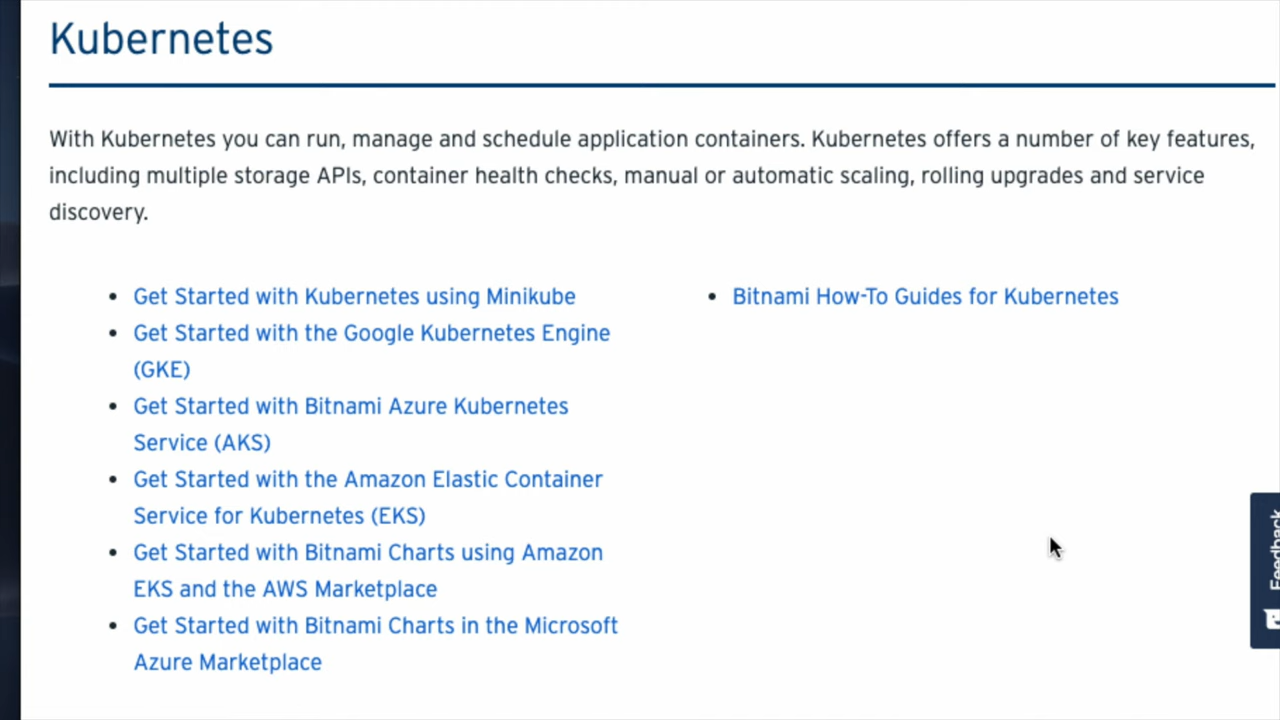 Kubernetes
With Kubernetes you can run, manage and schedule application containers. Kubernetes offers a number of key features,
including multiple storage APIs, container health checks, manual or automatic scaling, rolling upgrades and service
discovery.
• Get Started with Kubernetes using Minikube
• Get Started with the Google Kubernetes Engine
(GKE)
• Get Started with Bitnami Azure Kubernetes
Service (AKS)
• Get Started with the Amazon Elastic Container
Service for Kubernetes (EKS)
• Get Started with Bitnami Charts using Amazon
EKS and the AWS Marketplace
• Get Started with Bitnami Charts in the Microsoft
Azure Marketplace
• Bitnami How-To Guides for Kubernetes
Feedback